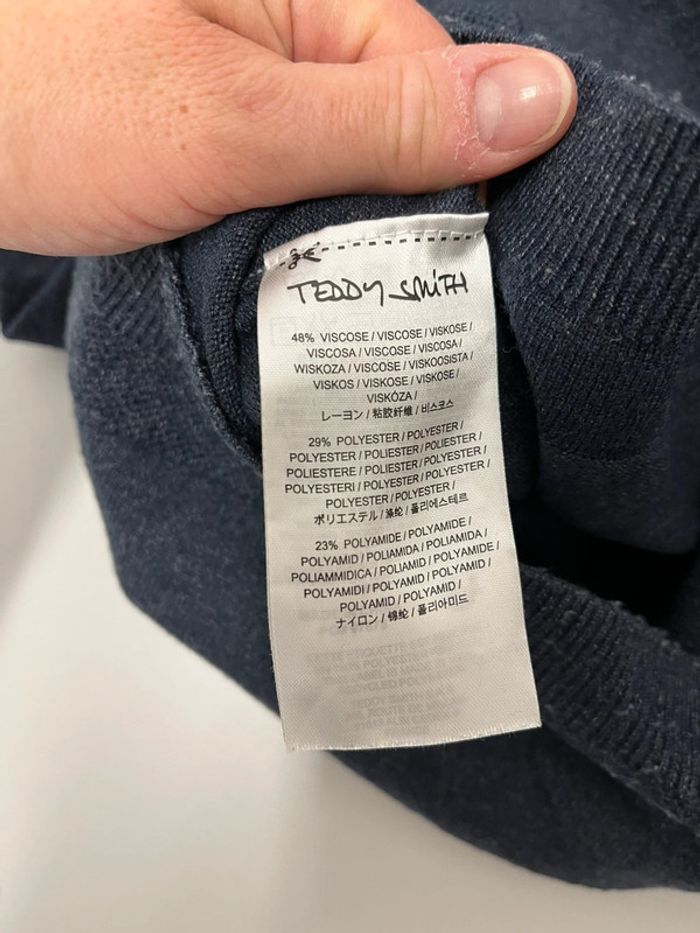 TEDDY SMITH
48% VISCOSE / VISCOSE / VISKOSE /
VISCOSA / VISCOSE / VISCOSA /
WISKOZA / VISCOZE / VISKOOSISTA /
VISKOS / VISKOSE / VISKOSE /
VISKÓZA /
レーヨン / 粘胶纤维 / 비스코스
29% POLYESTER / POLYESTER /
POLYESTER / POLIESTER / POLIESTER /
POLIESTERE / POLIESTER / POLYESTER /
POLYESTERI / POLYESTER / POLYESTER /
POLYESTER / POLYESTER /
ポリエステル / 涤纶 / 폴리에스테르
23% POLYAMIDE / POLYAMIDE /
POLYAMID / POLIAMIDA / POLIAMIDA /
POLIAMMIDICA / POLIAMID / POLYAMIDE /
POLYAMIDI / POLYAMID / POLYAMID /
POLYAMID / POLYAMID /
ナイロン / 锦纶 / 폴리아미드